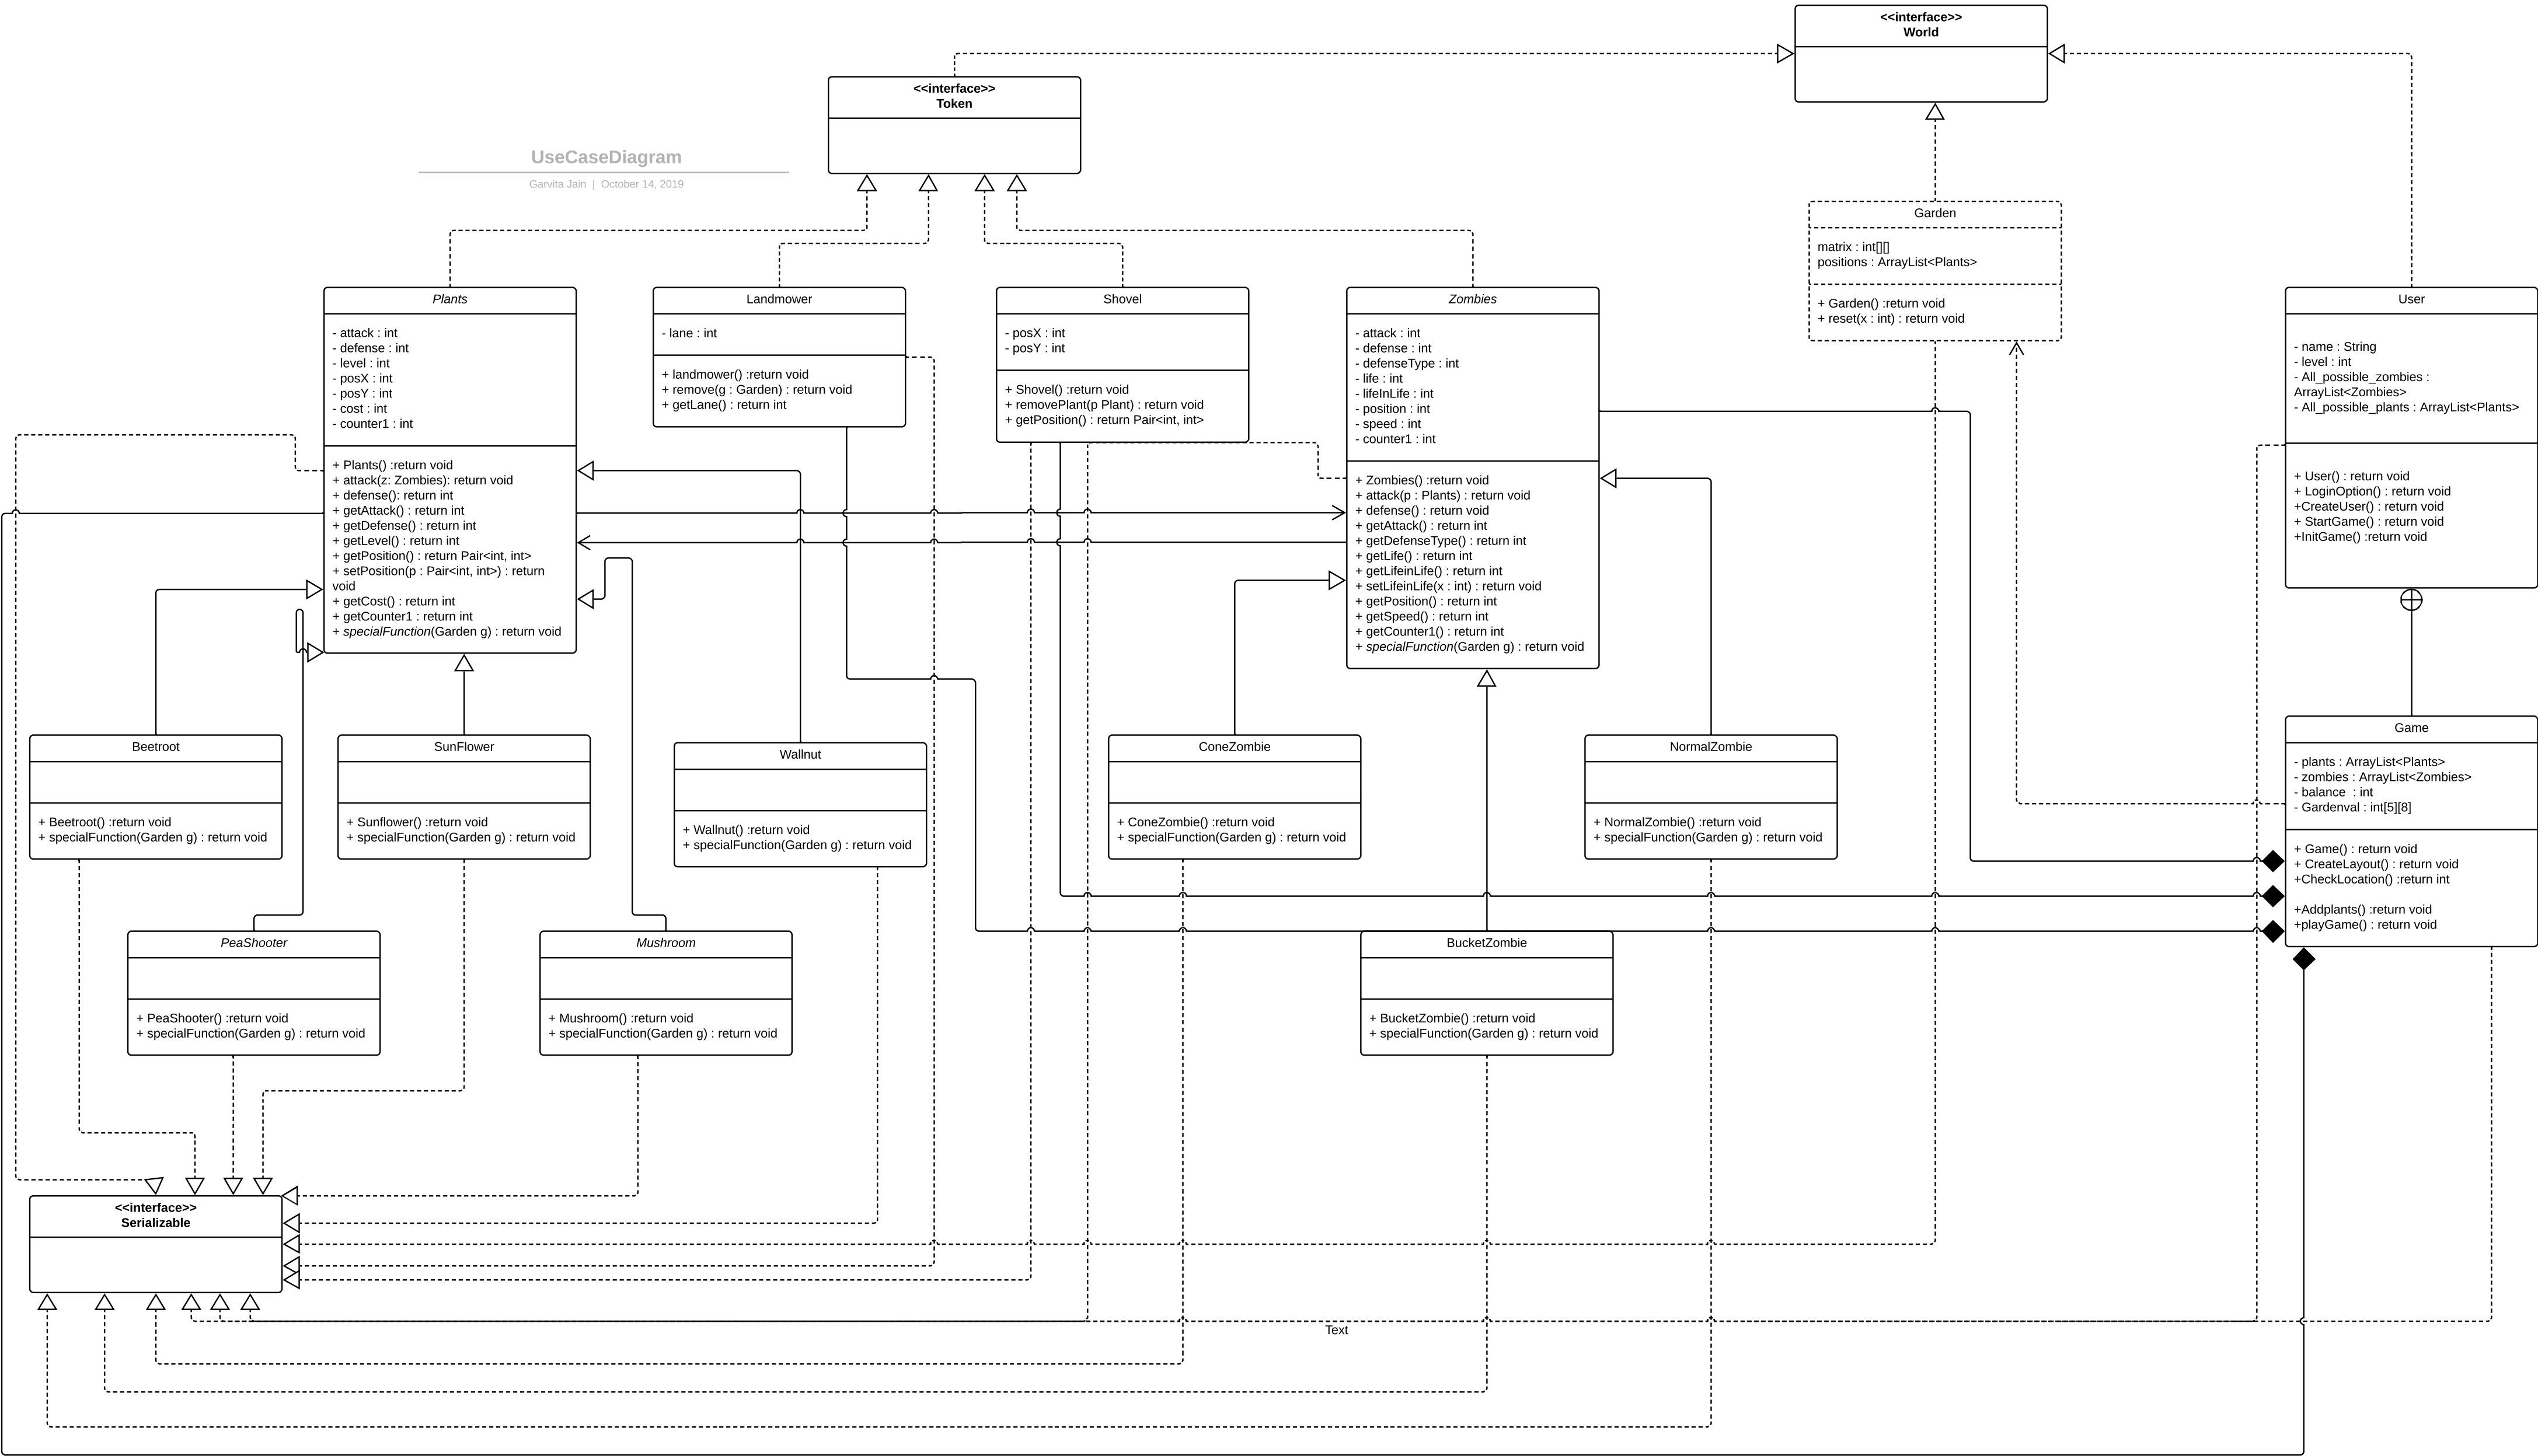 <<interface>>
World
<<interface>>
Token
UseCaseDiagram
Garvita Jain | October 14, 2019
Garden
matrix : int[][]
positions : ArrayList<Plants>
+ Garden() :return void
+ reset(x : int) : return void
Plants
- attack : int
- defense : int
- level : int
- posX : int
- posY : int
- cost : int
- counter1 : int
+ Plants() :return void
+ attack(z: Zombies): return void
+ defense(): return int
+ getAttack() : return int
+ getDefense() : return int
+ getLevel() : return int
+ getPosition() : return Pair<int, int>
+ setPosition(p : Pair<int, int>) : return
void
+ getCost() : return int
+ getCounter1 : return int
+ specialFunction(Garden g) : return void
Landmower
- lane : int
+ landmower() :return void
+ remove(g : Garden) : return void
+ getLane() : return int
Shovel
- posX : int
- posY : int
+ Shovel() :return void
+ removePlant(p Plant) : return void
+ getPosition() : return Pair<int, int>
Zombies
- attack : int
- defense : int
- defenseType : int
- life : int
- lifeInLife : int
- position : int
- speed : int
- counter1 : int
+ Zombies() :return void
+ attack(p : Plants) : return void
+ defense() : return void
+ getAttack() : return int
+ getDefenseType() : return int
+ getLife() : return int
+ getLifeinLife() : return int
+ setLifeinLife(x : int) : return void
+ getPosition() : return int
+ getSpeed() : return int
+ getCounter1() : return int
+ specialFunction(Garden g) : return void
User
- name : String
- level : int
- All_possible_zombies :
ArrayList<Zombies>
- All_possible_plants : ArrayList<Plants>
+ User() : return void
+ LoginOption() : return void
+CreateUser() : return void
+ StartGame() : return void
+InitGame() :return void
Beetroot
+ Beetroot() :return void
+ specialFunction(Garden g) : return void
SunFlower
+ Sunflower() :return void
+ specialFunction(Garden g) : return void
Wallnut
+ Wallnut() :return void
+ specialFunction(Garden g) : return void
ConeZombie
+ ConeZombie() :return void
+ specialFunction(Garden g) : return void
NormalZombie
+ NormalZombie() :return void
+ specialFunction(Garden g) : return void
Game
- plants : ArrayList<Plants>
- zombies : ArrayList<Zombies>
- balance : int
- Gardenval : int[5][8]
+ Game() : return void
+ CreateLayout() : return void
+CheckLocation() :return int
+Addplants() :return void
+playGame() : return void
PeaShooter
+ PeaShooter() :return void
+ specialFunction(Garden g) : return void
Mushroom
+ Mushroom() :return void
+ specialFunction(Garden g) : return void
BucketZombie
+ BucketZombie() :return void
+ specialFunction(Garden g) : return void
<<interface>>
Serializable
Text